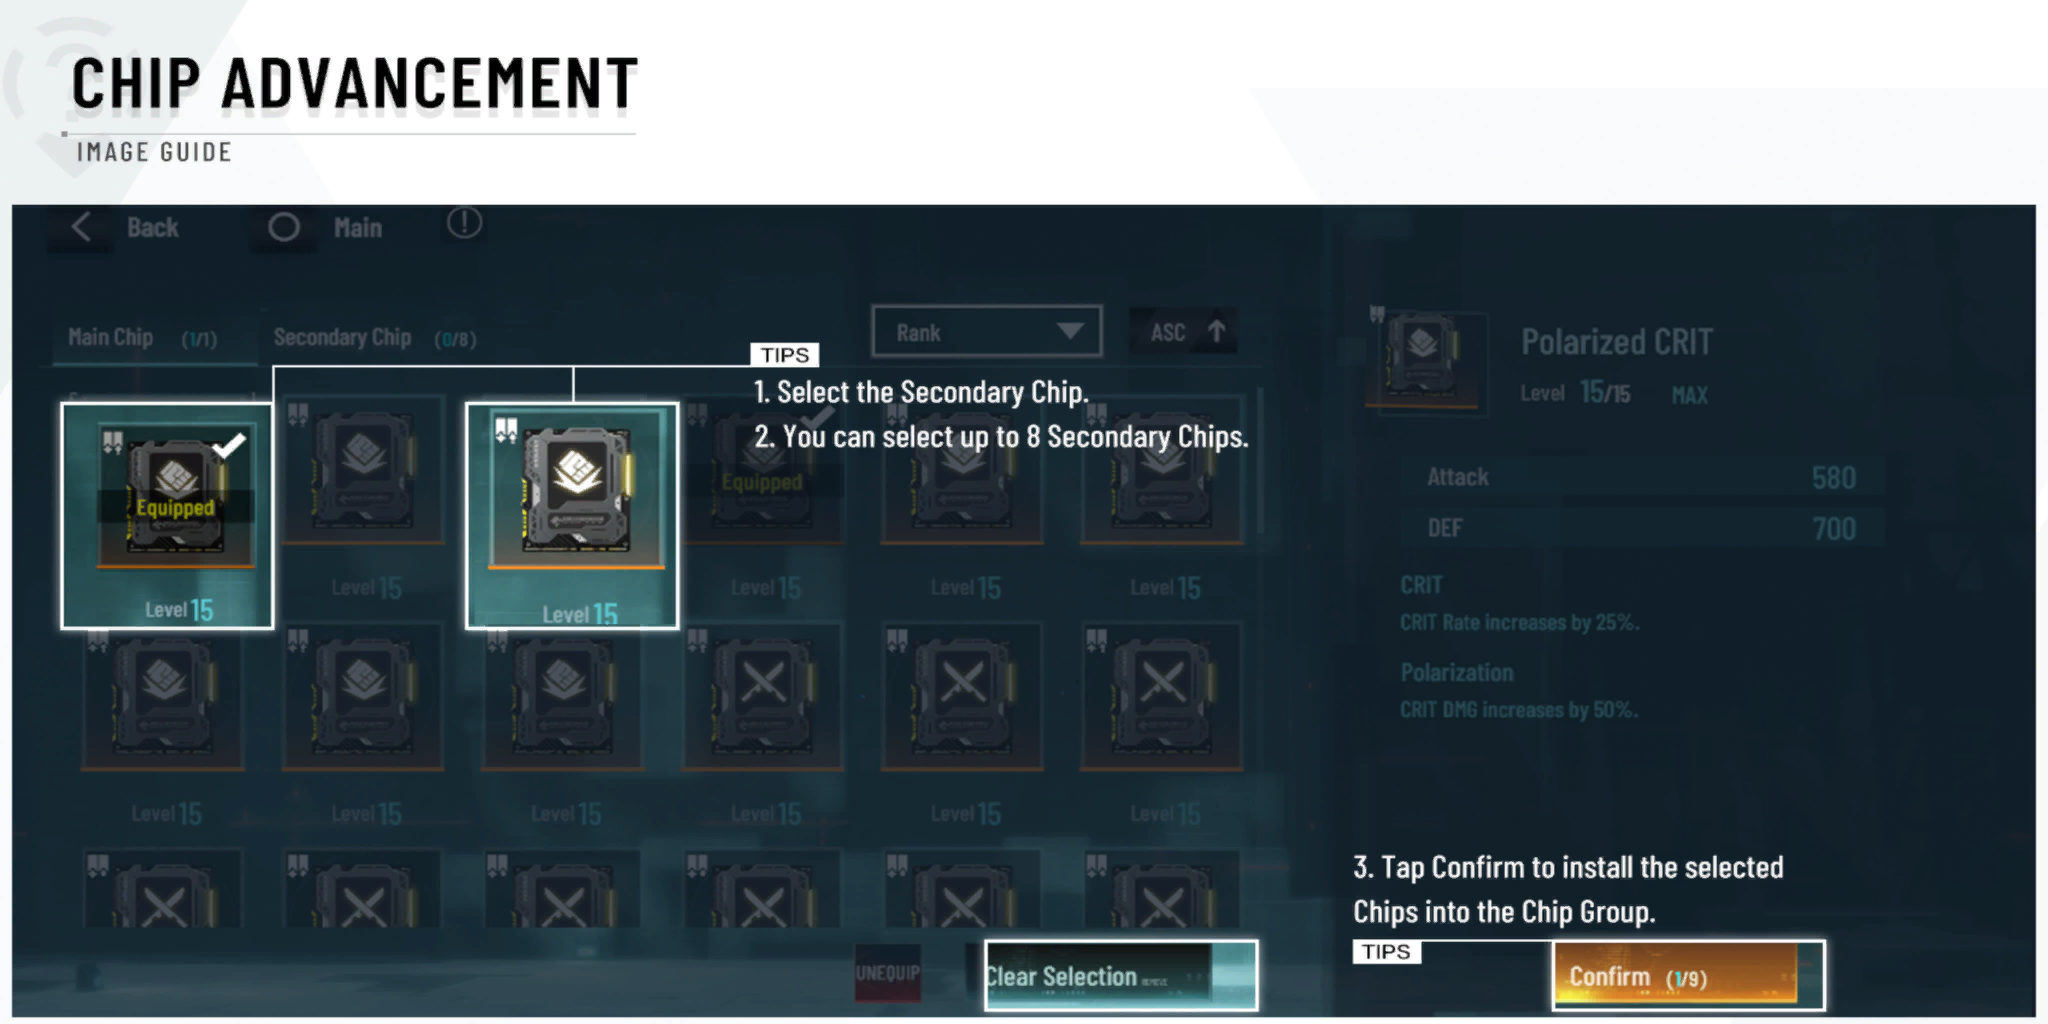 CHIP ADVANCEMENT
IMAGE GUIDE
Back
Main
Main Chip (1/1)
Secondary Chip (0/8)
Rank
ASC
TIPS
1. Select the Secondary Chip.
2. You can select up to 8 Secondary Chips.
Equipped
Equipped
Level 15
Level 15
Level 15
Level 15
Level 15
Level 15
Level 15
Level 15
Level 15
Level 15
Level 15
Level 15
Polarized CRIT
Level 15/15 MAX
Attack 580
DEF 700
CRIT
CRIT Rate increases by 25%.
Polarization
CRIT DMG increases by 50%.
3. Tap Confirm to install the selected
Chips into the Chip Group.
TIPS
UNEQUIP
Clear Selection
Confirm (1/9)